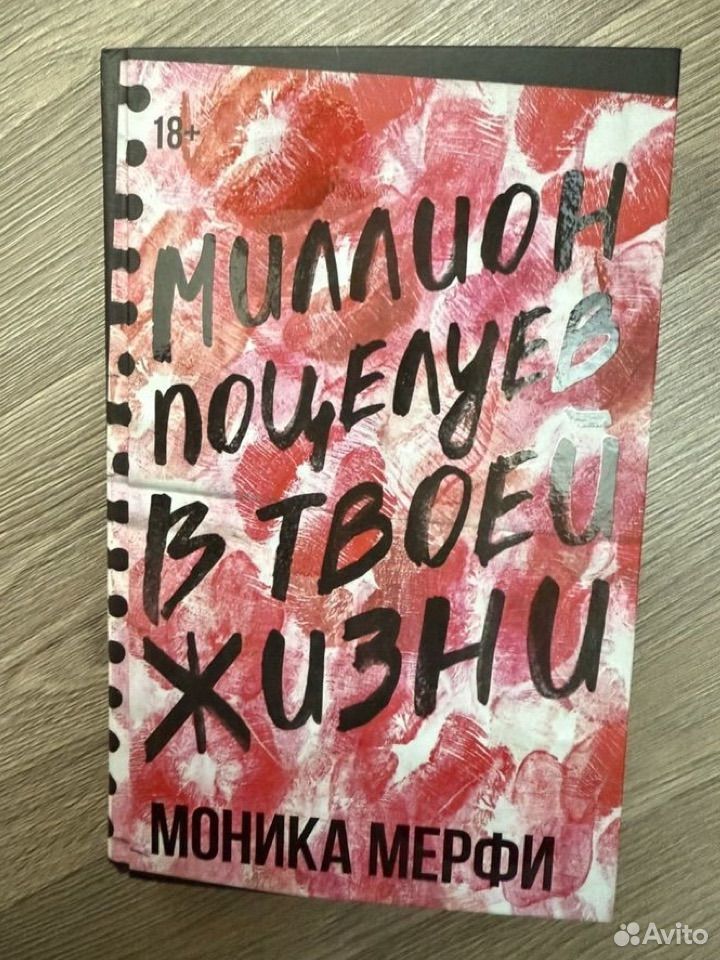 18+
МИЛЛИОН
ПОЦЕЛУЕВ
В ТВОЕЙ
ЖИЗНИ
МОНИКА МЕРФИ
Avito